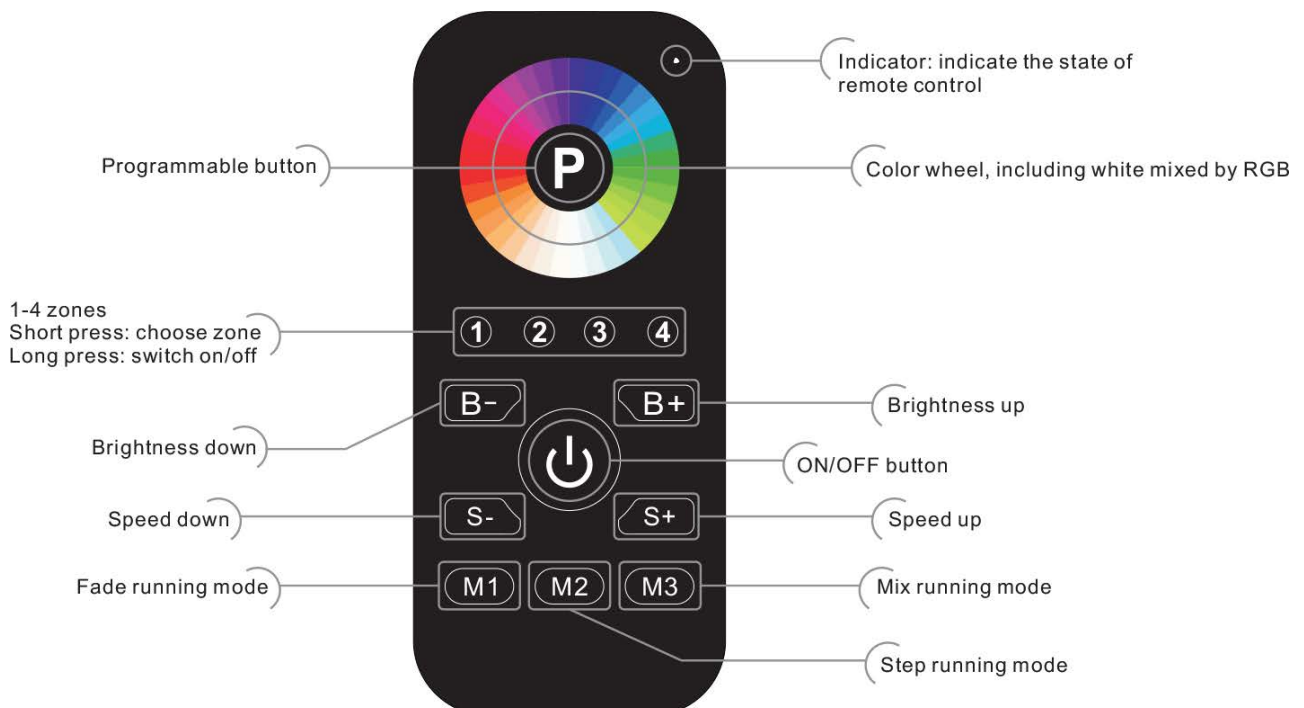 Indicator: indicate the state of
remote control
Programmable button
P
Color wheel, including white mixed by RGB
1-4 zones
Short press: choose zone
Long press: switch on/off
1 2 3 4
B-
B+
Brightness up
Brightness down
ON/OFF button
Speed down
S-
S+
Speed up
Fade running mode
M1
M2
M3
Mix running mode
Step running mode